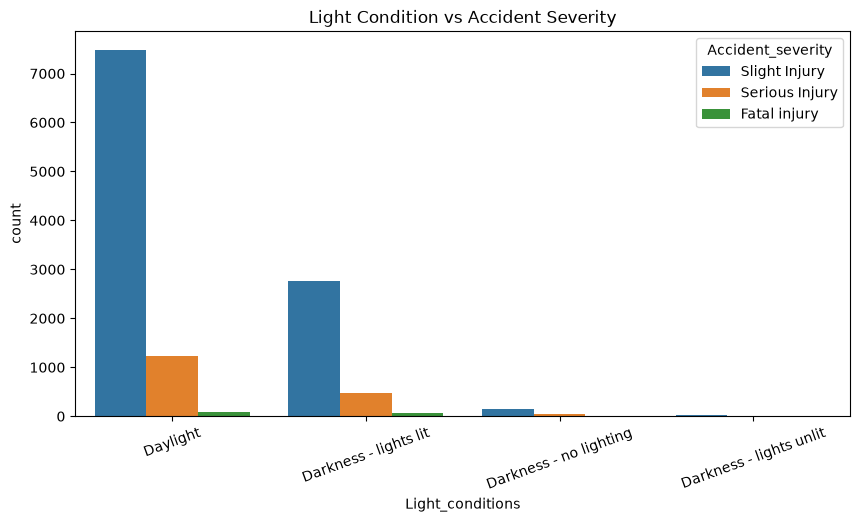 Light Condition vs Accident Severity
Accident_severity
Slight Injury
Serious Injury
Fatal injury
count
7000
6000
5000
4000
3000
2000
1000
0
Daylight
Darkness - lights lit
Darkness - no lighting
Darkness - lights unlit
Light_conditions